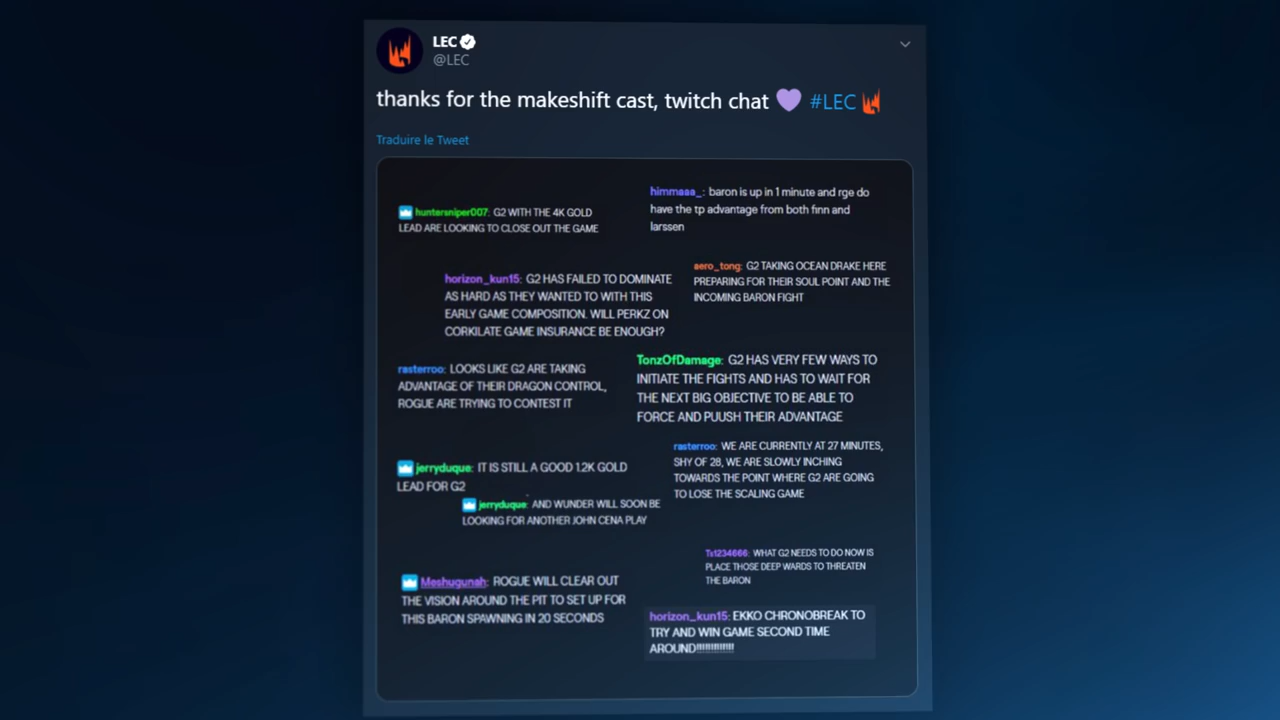 LEC
@LEC
thanks for the makeshift cast, twitch chat 💜 #LEC
Traduire le Tweet
huntersniper007: G2 WITH THE 4K GOLD
LEAD ARE LOOKING TO CLOSE OUT THE GAME
himmaaa_: baron is up in 1 minute and rge do
have the tp advantage from both finn and
larssen
horizon_kun15: G2 HAS FAILED TO DOMINATE
AS HARD AS THEY WANTED TO WITH THIS
EARLY GAME COMPOSITION. WILL PERKZ ON
CORKILATE GAME INSURANCE BE ENOUGH?
aero_tong: G2 TAKING OCEAN DRAKE HERE
PREPARING FOR THEIR SOUL POINT AND THE
INCOMING BARON FIGHT
rasterroo: LOOKS LIKE G2 ARE TAKING
ADVANTAGE OF THEIR DRAGON CONTROL,
ROGUE ARE TRYING TO CONTEST IT
TonzOfDamage: G2 HAS VERY FEW WAYS TO
INITIATE THE FIGHTS AND HAS TO WAIT FOR
THE NEXT BIG OBJECTIVE TO BE ABLE TO
FORCE AND PUUSH THEIR ADVANTAGE
jerryduque: IT IS STILL A GOOD 1.2K GOLD
LEAD FOR G2
rasterroo: WE ARE CURRENTLY AT 27 MINUTES,
SHY OF 28, WE ARE SLOWLY INCHING
TOWARDS THE POINT WHERE G2 ARE GOING
TO LOSE THE SCALING GAME
jerryduque: AND WUNDER WILL SOON BE
LOOKING FOR ANOTHER JOHN CENA PLAY
Ts1234666: WHAT G2 NEEDS TO DO NOW IS
PLACE THOSE DEEP WARDS TO THREATEN
THE BARON
Meshugunah: ROGUE WILL CLEAR OUT
THE VISION AROUND THE PIT TO SET UP FOR
THIS BARON SPAWNING IN 20 SECONDS
horizon_kun15: EKKO CHRONOBREAK TO
TRY AND WIN GAME SECOND TIME
AROUND!!!!!!!!!!!!!!